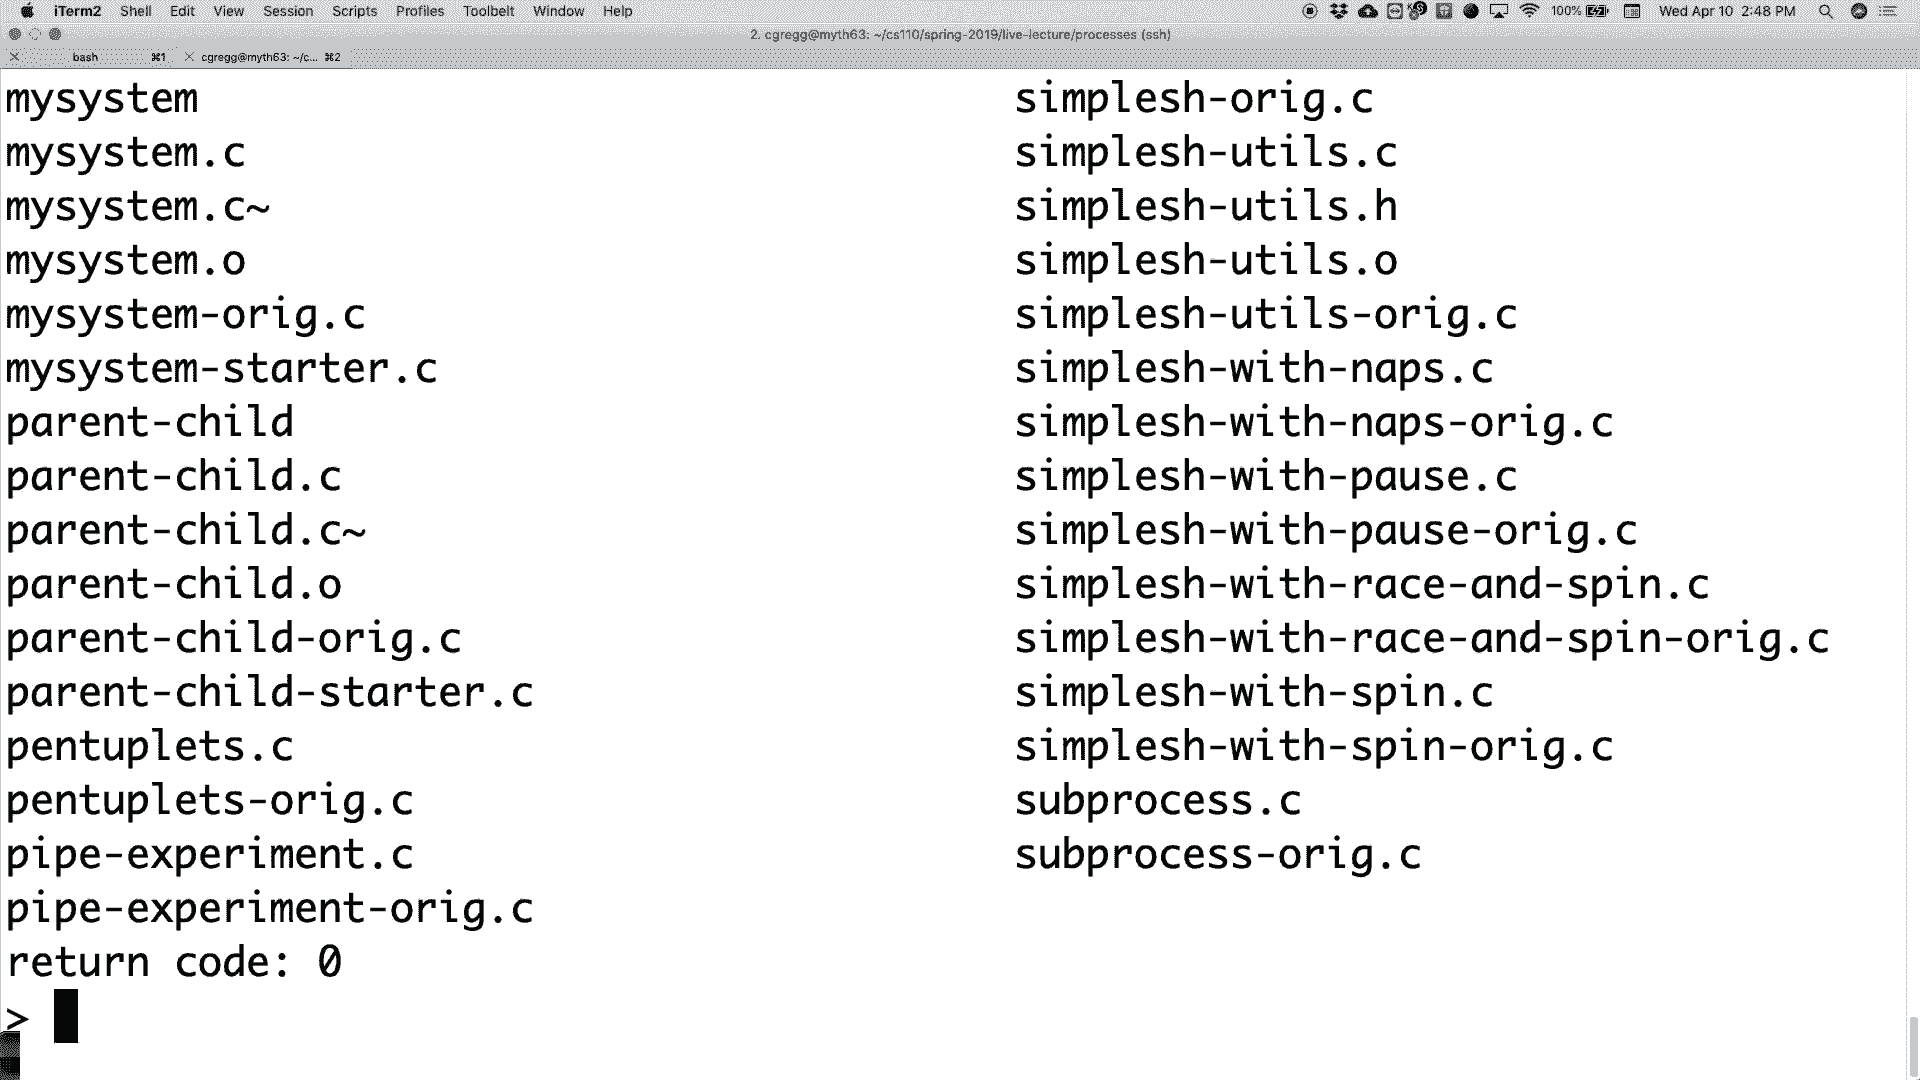 iTerm2 Shell Edit View Session Scripts Profiles Toolbelt Window Help 100% Wed Apr 10 2:48 PM
2. cgregg@myth63: ~/cs110/spring-2019/live-lecture/processes (ssh)
bash ⌘1 cgregg@myth63: ~/c... ⌘2
mysystem simplesh-orig.c
mysystem.c simplesh-utils.c
mysystem.c~ simplesh-utils.h
mysystem.o simplesh-utils.o
mysystem-orig.c simplesh-utils-orig.c
mysystem-starter.c simplesh-with-naps.c
parent-child simplesh-with-naps-orig.c
parent-child.c simplesh-with-pause.c
parent-child.c~ simplesh-with-pause-orig.c
parent-child.o simplesh-with-race-and-spin.c
parent-child-orig.c simplesh-with-race-and-spin-orig.c
parent-child-starter.c simplesh-with-spin.c
pentuplets.c simplesh-with-spin-orig.c
pentuplets-orig.c subprocess.c
pipe-experiment.c subprocess-orig.c
pipe-experiment-orig.c
return code: 0
>